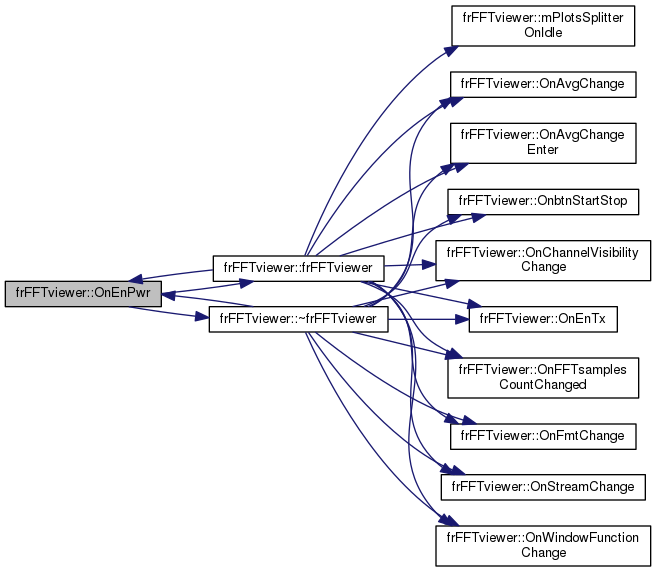 frFFTviewer::mPlotsSplitter
OnIdle
frFFTviewer::OnAvgChange
frFFTviewer::OnAvgChange
Enter
frFFTviewer::OnbtnStartStop
frFFTviewer::OnChannelVisibility
Change
frFFTviewer::frFFTviewer
frFFTviewer::OnEnPwr
frFFTviewer::~frFFTviewer
frFFTviewer::OnEnTx
frFFTviewer::OnFFTsamples
CountChanged
frFFTviewer::OnFmtChange
frFFTviewer::OnStreamChange
frFFTviewer::OnWindowFunction
Change